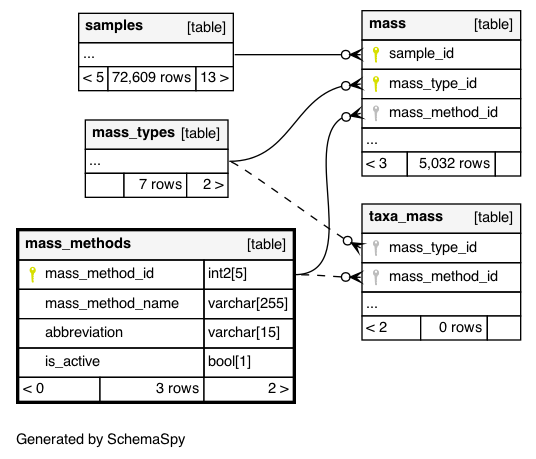 samples [table]
...
< 5 72,609 rows 13 >
mass [table]
sample_id
mass_type_id
mass_method_id
...
< 3 5,032 rows
mass_types [table]
...
7 rows 2 >
taxa_mass [table]
mass_type_id
mass_method_id
...
< 2 0 rows
mass_methods [table]
mass_method_id int2[5]
mass_method_name varchar[255]
abbreviation varchar[15]
is_active bool[1]
< 0 3 rows 2 >
Generated by SchemaSpy